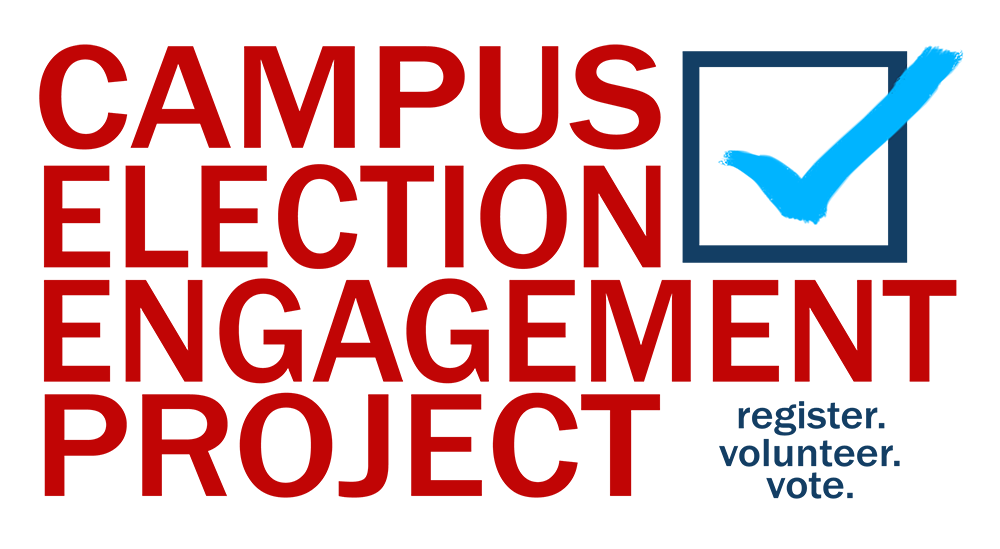 CAMPUS
ELECTION
ENGAGEMENT
PROJECT
register.
volunteer.
vote.